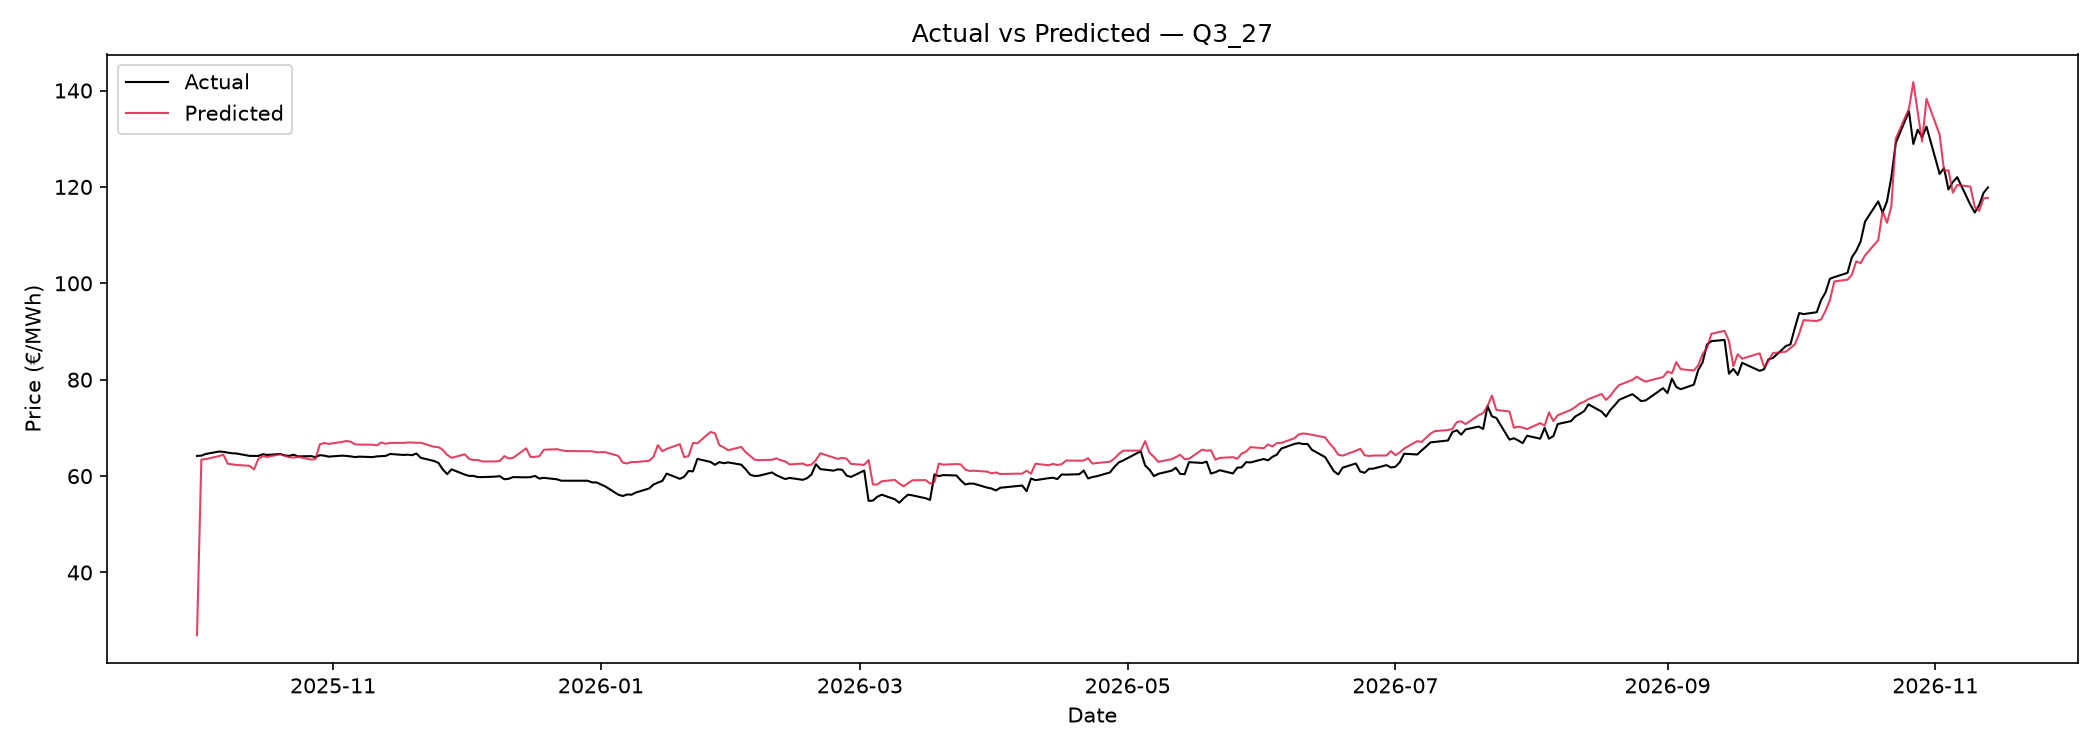 Actual vs Predicted — Q3_27
Actual
Predicted
140
120
100
80
60
40
Price (€/MWh)
2025-11
2026-01
2026-03
2026-05
2026-07
2026-09
2026-11
Date